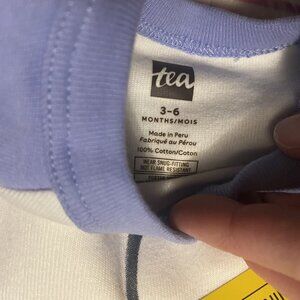 tea
3-6
MONTHS/MOIS
Made in Peru
Fabriqué au Pérou
100% Cotton/Coton
WEAR SNUG-FITTING
NOT FLAME RESISTANT